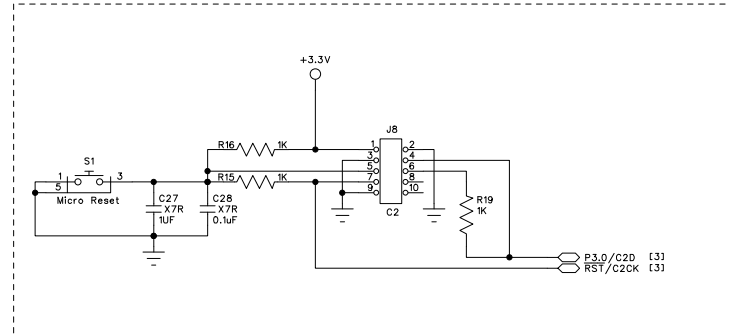 +3.3V
J8
R16 1K 1 2
3 4
S1 5 6
1 3 R15 1K 7 8
5 9 10
Micro Reset C27 C28 R19
X7R X7R C2 1K
1UF 0.1uF
P3.0/C2D [3]
RST/C2CK [3]